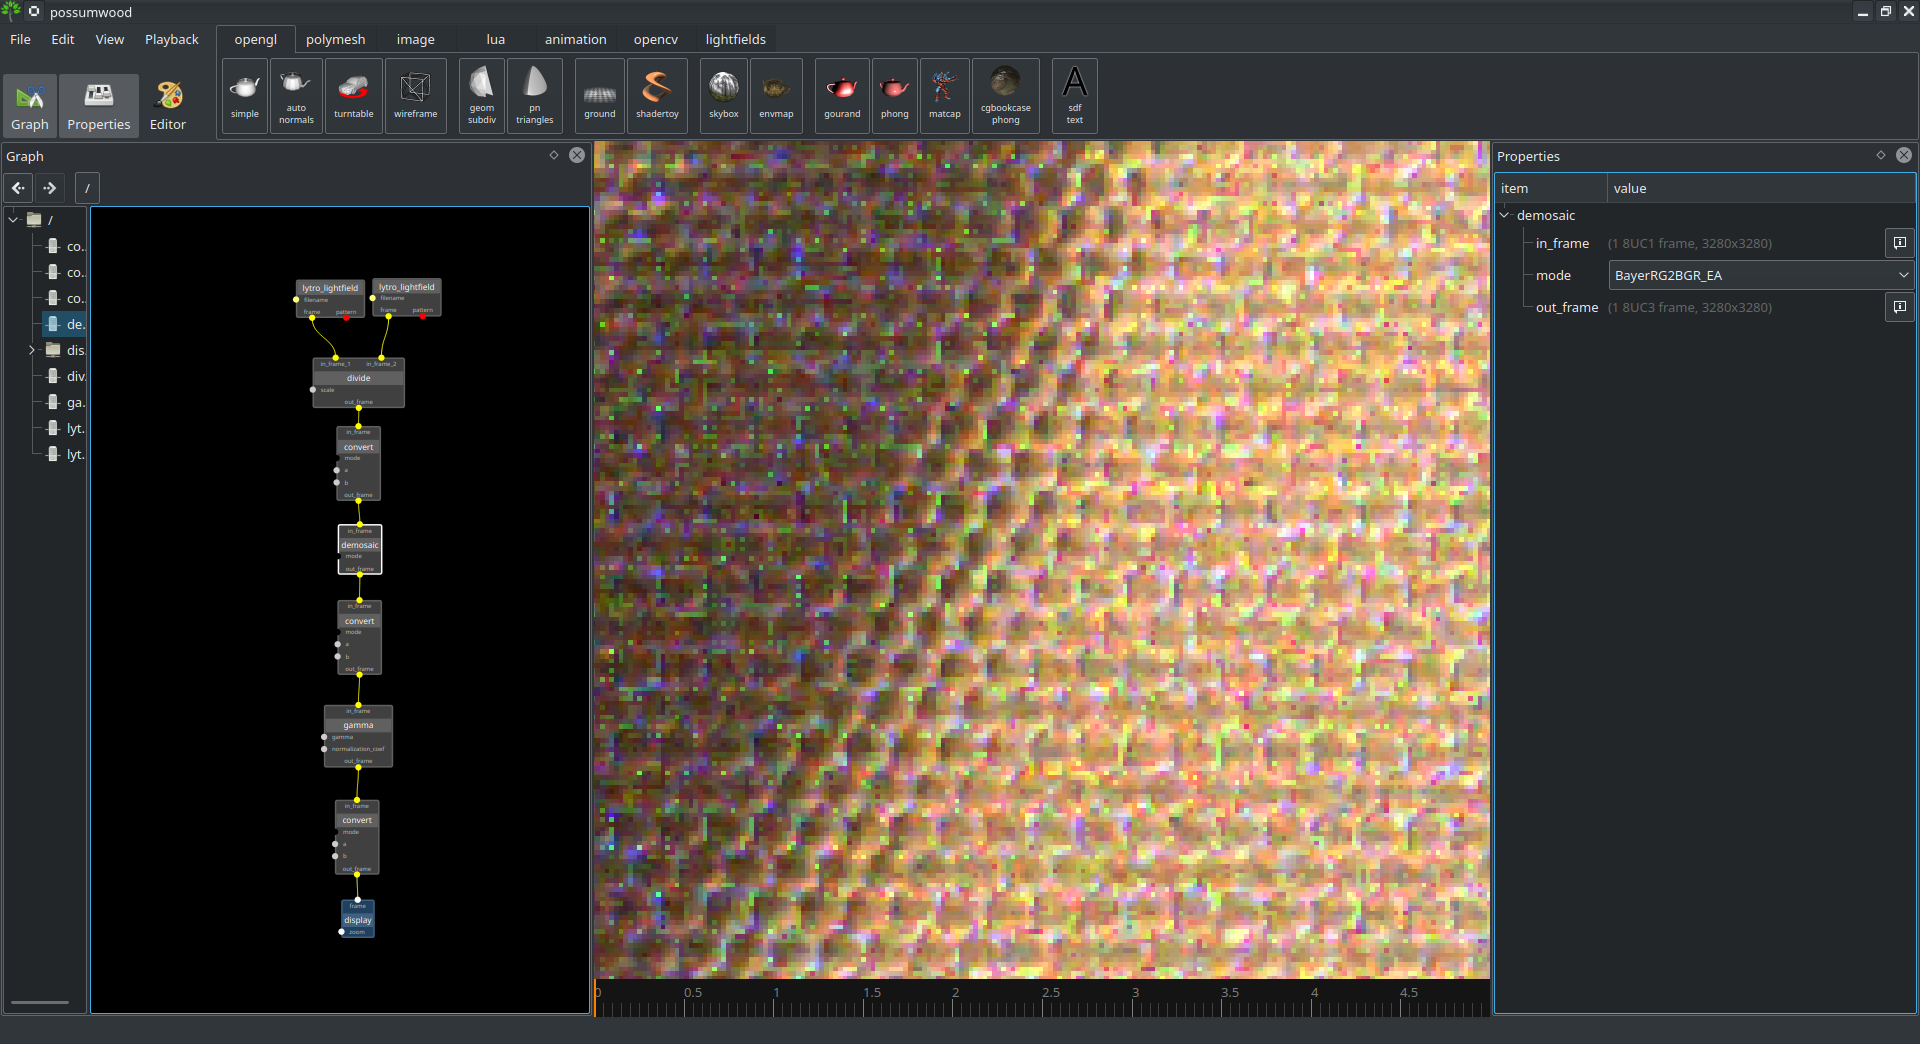 possumwood
File Edit View Playback
opengl polymesh image lua animation opencv lightfields
Graph Properties Editor
simple
auto
normals
turntable
wireframe
geom
subdiv
pn
triangles
ground
shadertoy
skybox
envmap
gourand
phong
matcap
cgbookcase
phong
sdf
text
Graph
/
/
co..
co..
co..
de.
dis
div
ga.
lyt.
lyt.
lytro_lightfield
filename
frame pattern
lytro_lightfield
filename
frame pattern
in_frame_1 in_frame_2
divide
scale
out_frame
in_frame
convert
mode
a
b
out_frame
in_frame
demosaic
mode
out_frame
in_frame
convert
mode
a
b
out_frame
in_frame
gamma
gamma
normalization_coef
out_frame
in_frame
convert
mode
a
b
out_frame
frame
display
zoom
0 0.5 1 1.5 2 2.5 3 3.5 4 4.5
Properties
item value
demosaic
in_frame (1 8UC1 frame, 3280x3280)
mode BayerRG2BGR_EA
out_frame (1 8UC3 frame, 3280x3280)